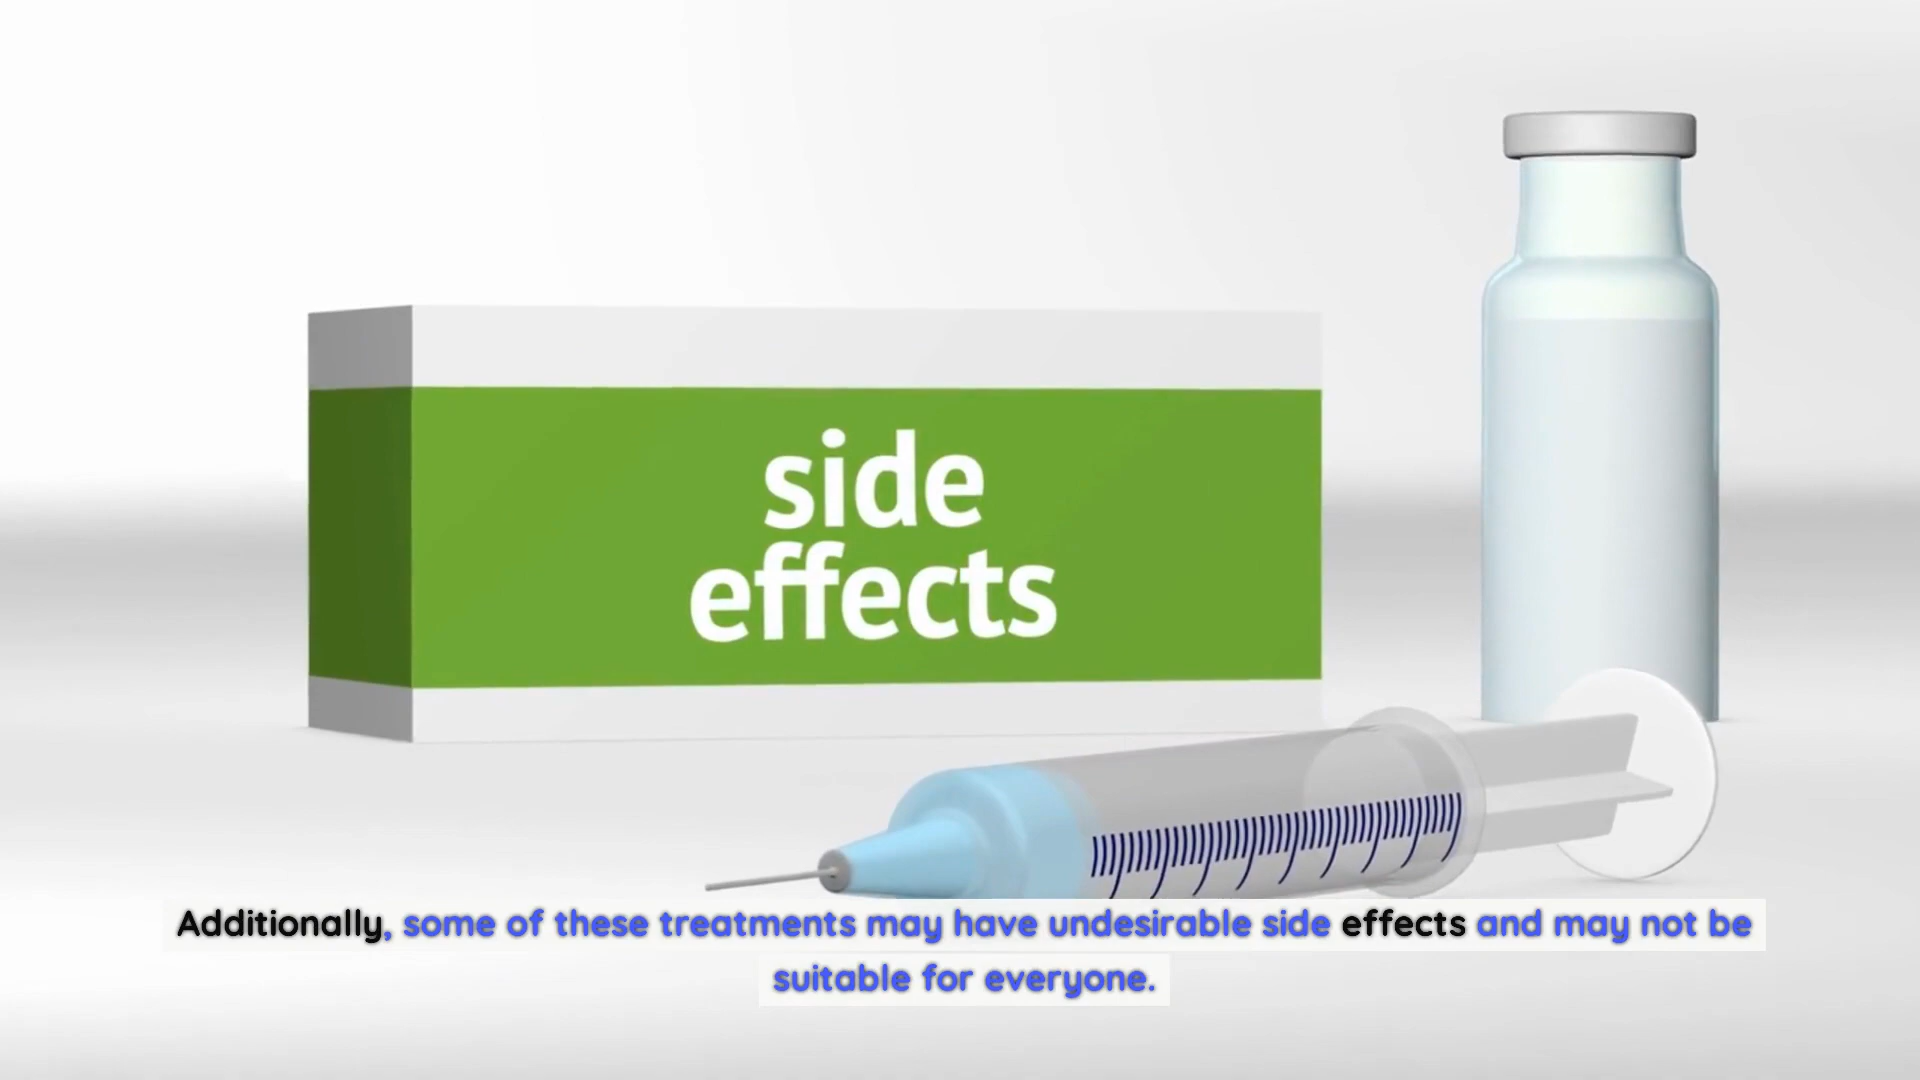 side
effects
Additionally, some of these treatments may have undesirable side effects and may not be
suitable for everyone.